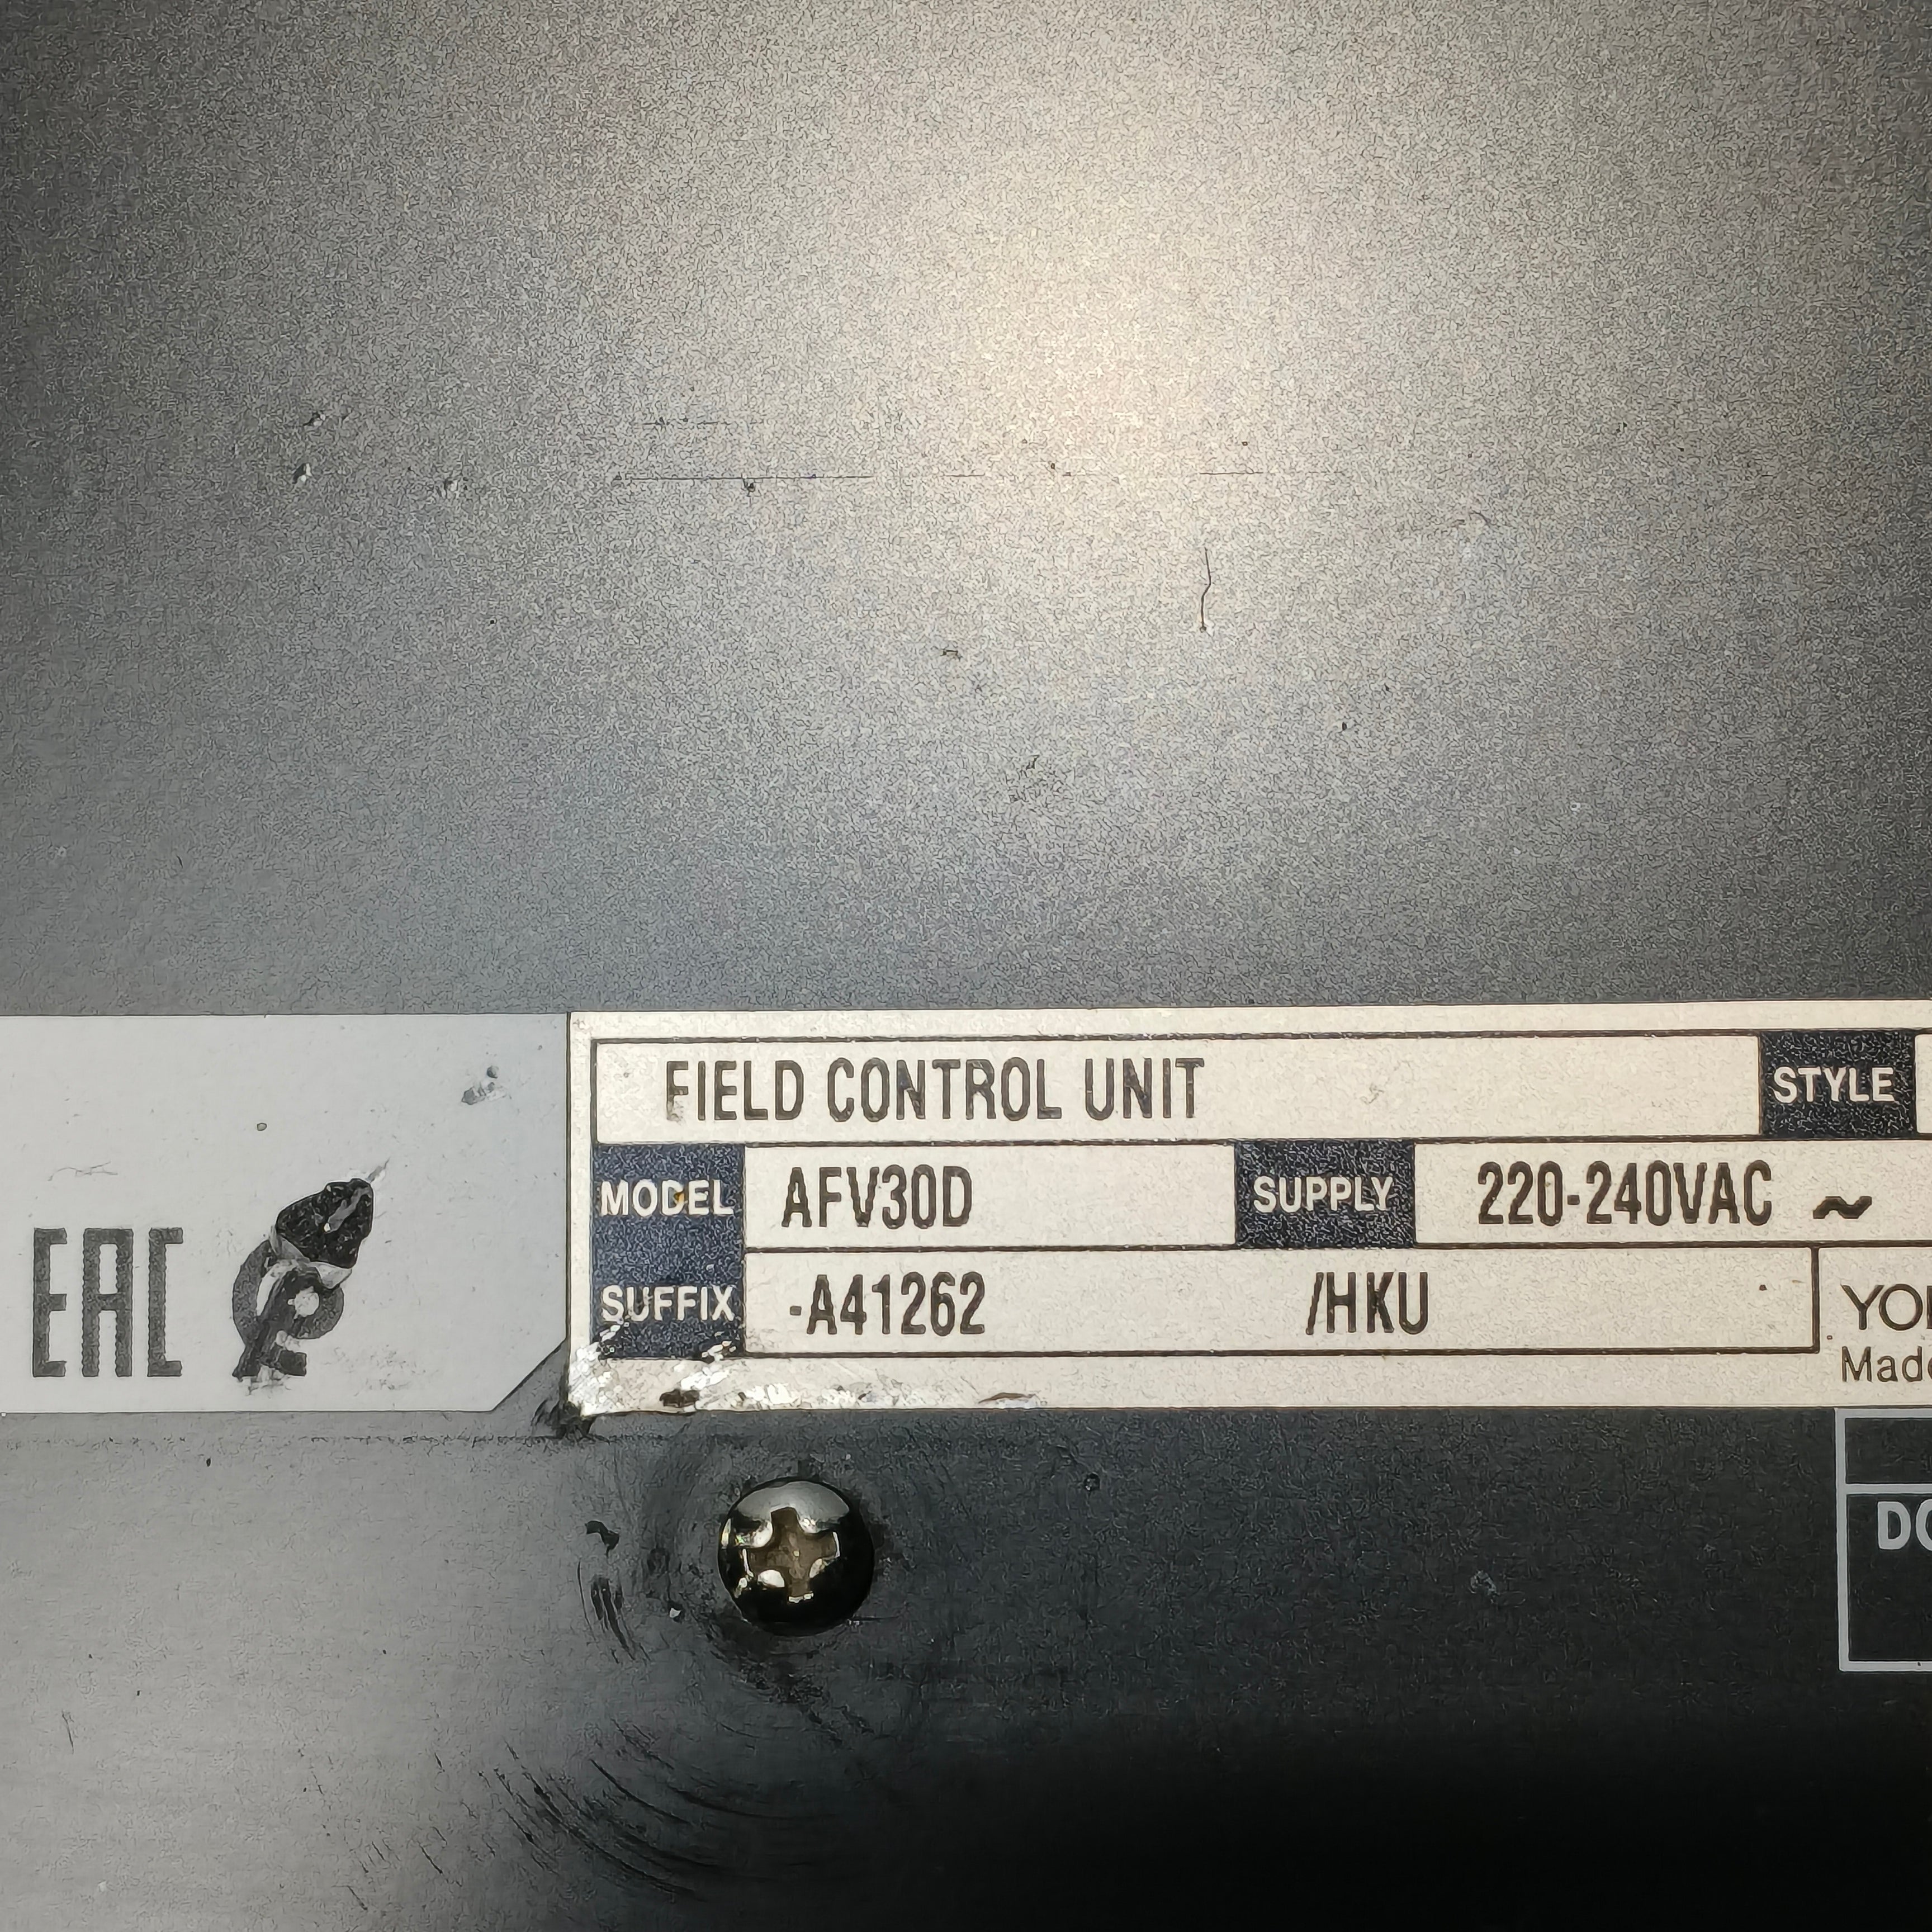 FIELD CONTROL UNIT STYLE
MODEL AFV30D SUPPLY 220-240VAC ~
SUFFIX -A41262 /HKU
EAC